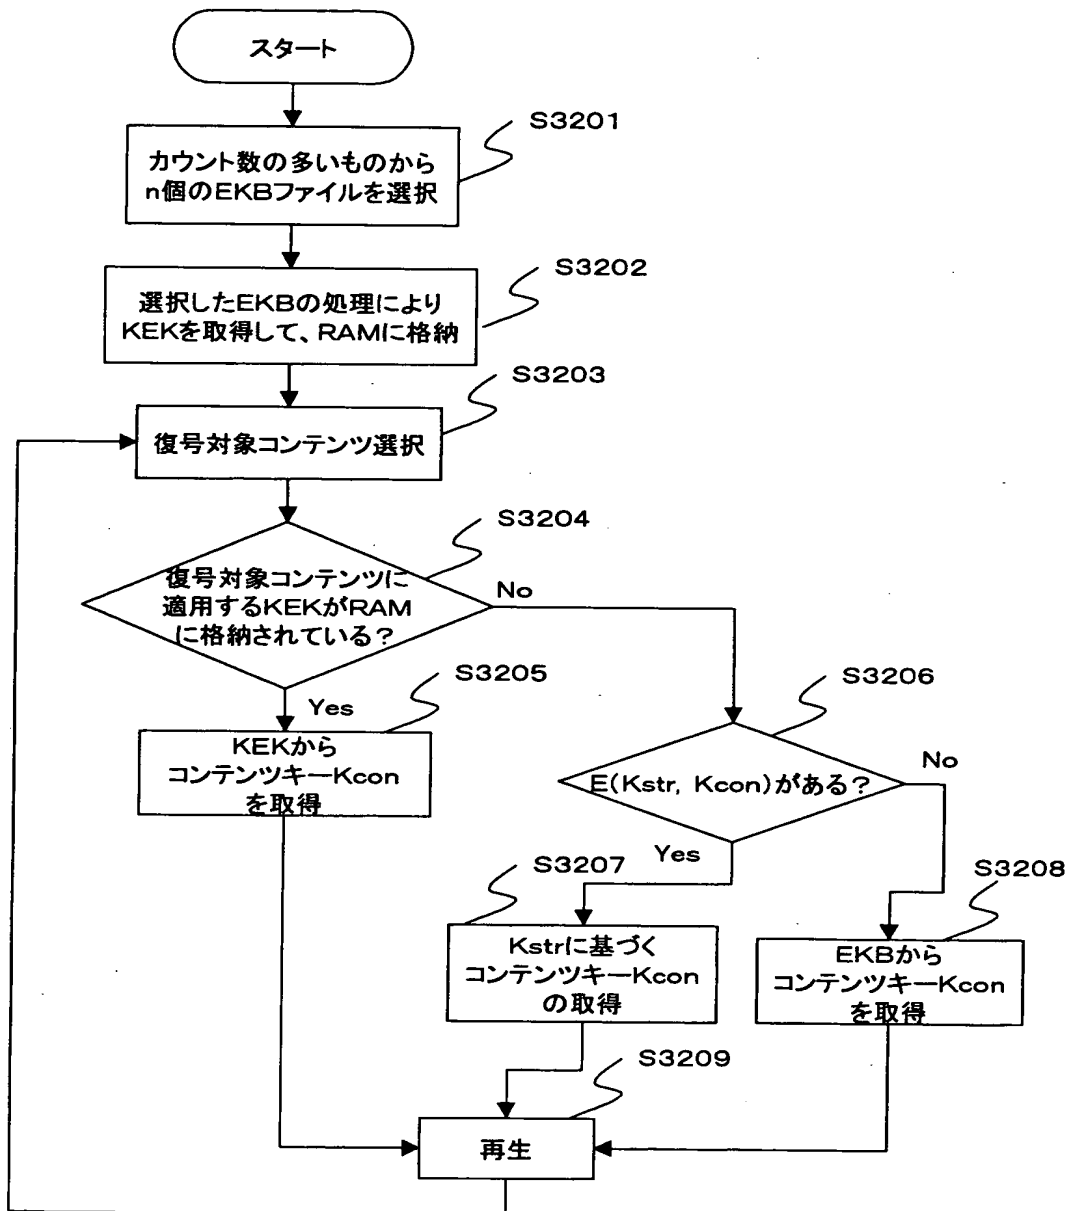 スタート
S3201
カウント数の多いものから
n個のEKBファイルを選択
S3202
選択したEKBの処理により
KEKを取得して、RAMに格納
S3203
復号対象コンテンツ選択
S3204
復号対象コンテンツに
適用するKEKがRAM
に格納されている?
No
Yes
S3205
KEKから
コンテンツキーKcon
を取得
S3206
E(Kstr, Kcon)がある?
No
Yes
S3207
Kstrに基づく
コンテンツキーKcon
の取得
S3208
EKBから
コンテンツキーKcon
を取得
S3209
再生